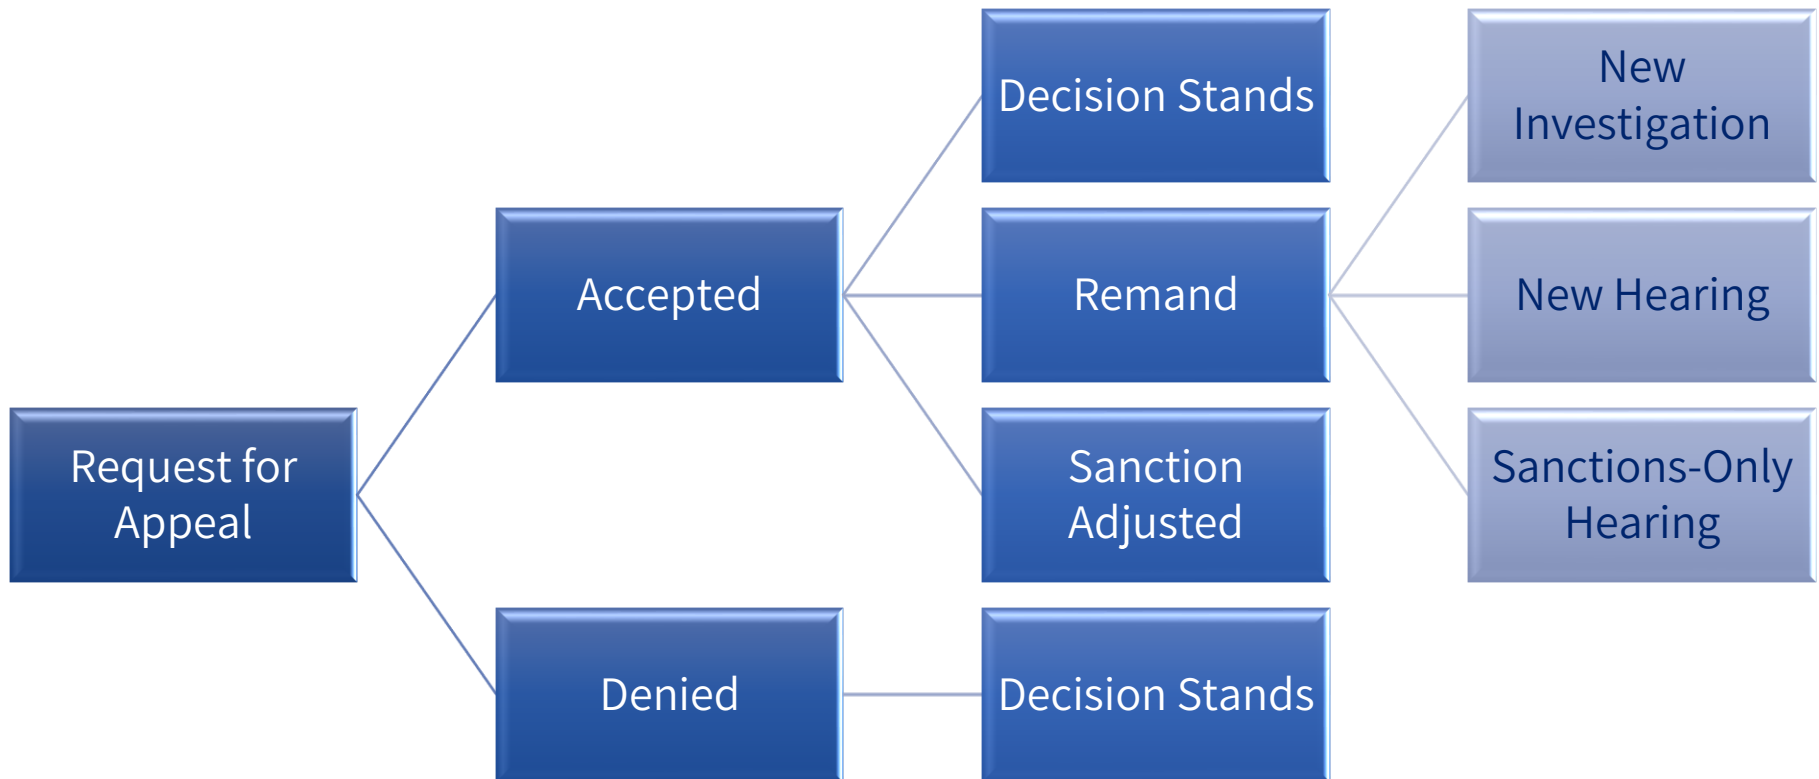 Request for
Appeal
Accepted
Denied
Decision Stands
Remand
Sanction
Adjusted
Decision Stands
New
Investigation
New Hearing
Sanctions-Only
Hearing